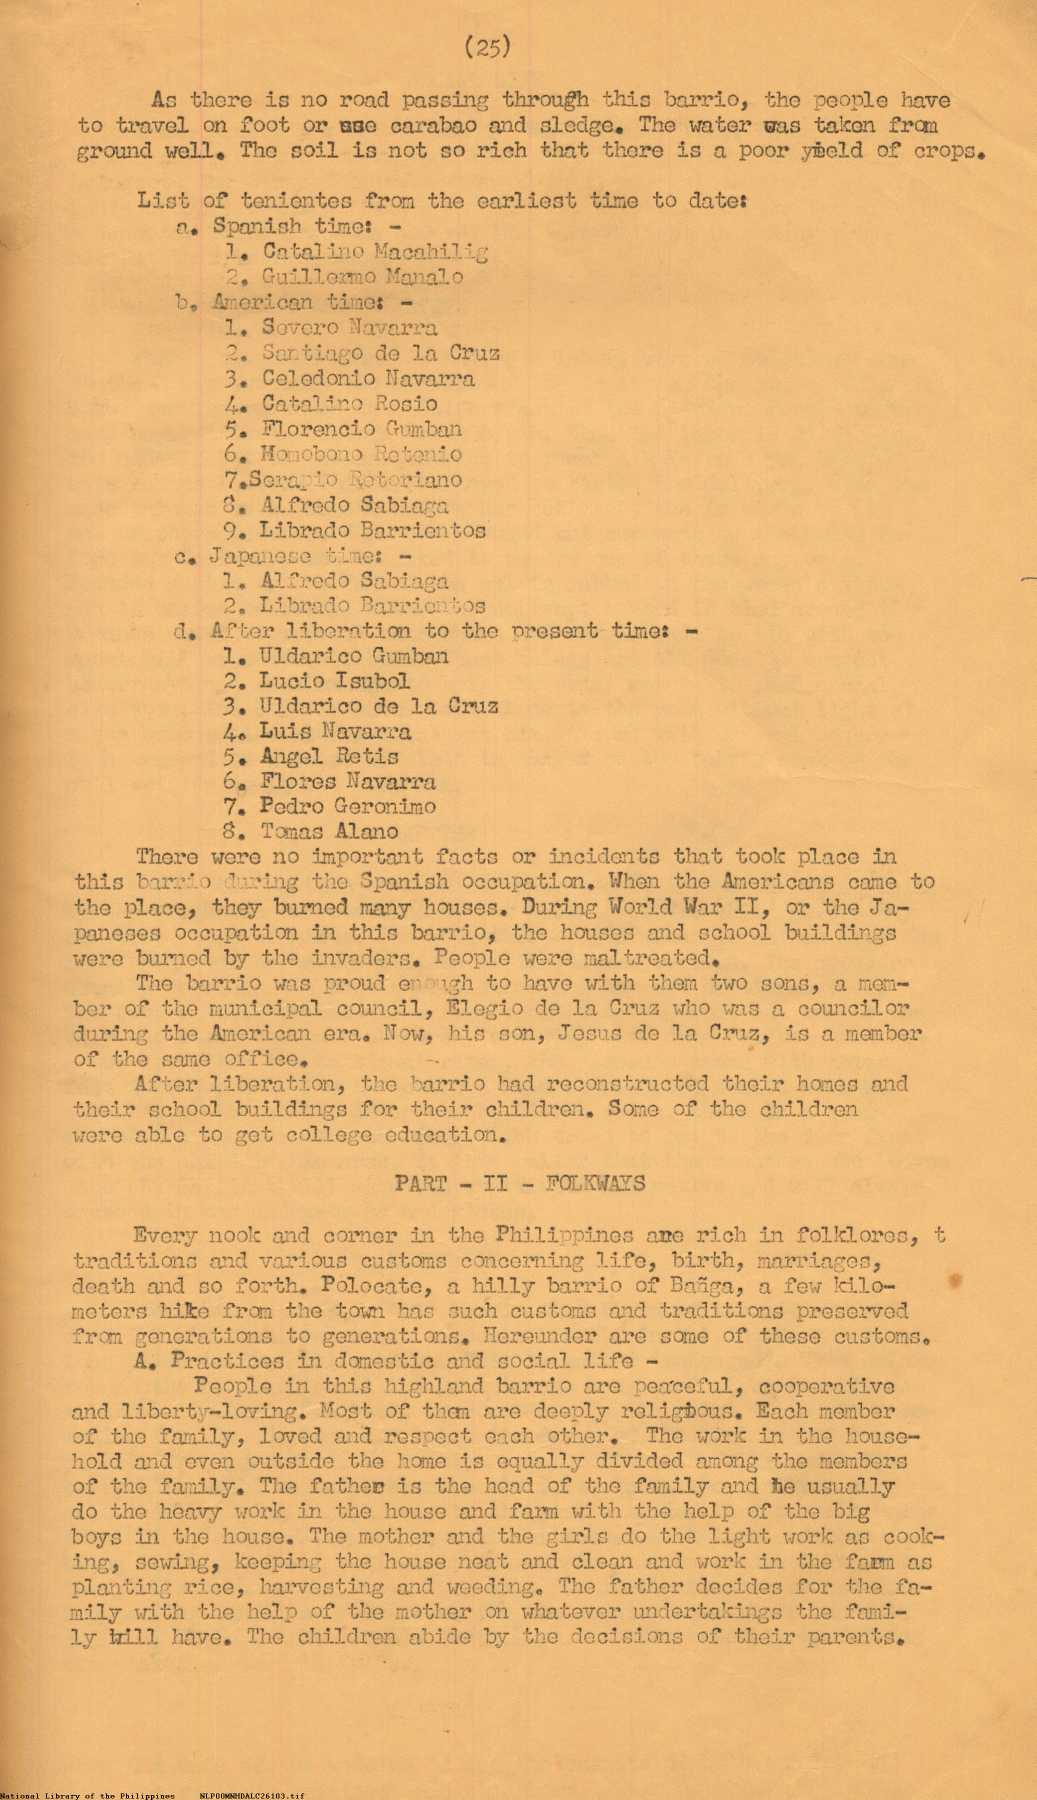 (25)
As there is no road passing through this barrio, the people have
to travel on foot or use carabao and sledge. The water was taken from
ground well. The soil is not so rich that there is a poor yield of crops.
List of tenientes from the earliest time to date:
a. Spanish time: -
1. Catalino Macahilig
2. Guillermo Manalo
b. American time: -
1. Severo Navarra
2. Santiago de la Cruz
3. Celedonio Navarra
4. Catalino Rosio
5. Florencio Gumban
6. Monobono Retonio
7.Serapio Retoriano
8. Alfredo Sabiaga
9. Librado Barrientos
c. Japanese time: -
1. Alfredo Sabiaga
2. Librado Barrientos
d. After liberation to the present time: -
1. Uldarico Gumban
2. Lucio Isubol
3. Uldarico de la Cruz
4. Luis Navarra
5. Angel Retis
6. Flores Navarra
7. Pedro Geronimo
8. Tomas Alano
There were no important facts or incidents that took place in
this barrio during the Spanish occupation. When the Americans came to
the place, they burned many houses. During World War II, or the Ja-
paneses occupation in this barrio, the houses and school buildings
were burned by the invaders. People were maltreated.
The barrio was proud enough to have with them two sons, a mem-
ber of the municipal council, Elegio de la Cruz who was a councilor
during the American era. Now, his son, Jesus de la Cruz, is a member
of the same office.
After liberation, the barrio had reconstructed their homes and
their school buildings for their children. Some of the children
were able to get college education.
PART - II - FOLKWAYS
Every nook and corner in the Philippines are rich in folklores, t
traditions and various customs concerning life, birth, marriages,
death and so forth. Polocate, a hilly barrio of Bañga, a few kilo-
meters hike from the town has such customs and traditions preserved
from generations to generations. Hereunder are some of these customs.
A. Practices in domestic and social life -
People in this highland barrio are peaceful, cooperative
and liberty-loving. Most of them are deeply religious. Each member
of the family, loved and respect each other. The work in the house-
hold and even outside the home is equally divided among the members
of the family. The father is the head of the family and he usually
do the heavy work in the house and farm with the help of the big
boys in the house. The mother and the girls do the light work as cook-
ing, sewing, keeping the house neat and clean and work in the farm as
planting rice, harvesting and weeding. The father decides for the fa-
mily with the help of the mother on whatever undertakings the fami-
ly will have. The children abide by the decisions of their parents.
National Library of the Philippines NLPOOMNHDALC26103.tif